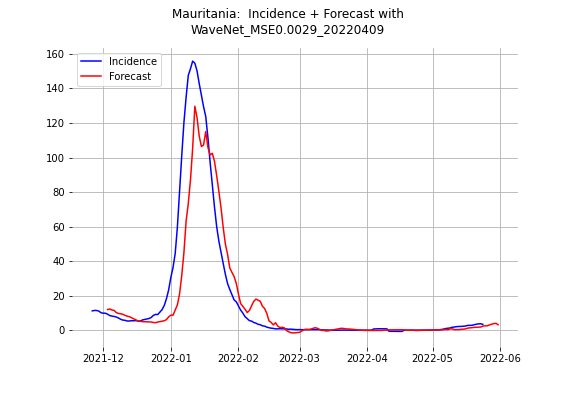 Mauritania:  Incidence + Forecast with
WaveNet_MSE0.0029_20220409
Incidence
Forecast
160
140
120
100
80
60
40
20
0
2021-12 2022-01 2022-02 2022-03 2022-04 2022-05 2022-06